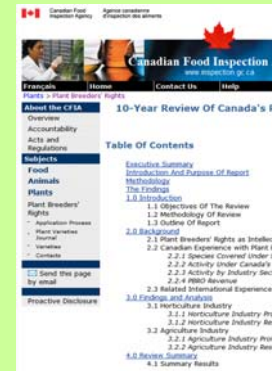 Canadian Food Inspection Agency
Agence canadienne d'inspection des aliments
Canadian Food Inspection
www.inspection.gc.ca
Français Home Contact Us Help
Plants > Plant Breeders' Rights
About the CFIA
Overview
Accountability
Acts and
Regulations
Subjects
Food
Animals
Plants
Plant Breeders'
Rights
Application Process
Plant Varieties
Journal
Varieties
Contacts
Send this page
by email
Proactive Disclosure
10-Year Review Of Canada's
Table Of Contents
Executive Summary
Introduction And Purpose Of Report
Methodology
The Findings
1.0 Introduction
1.1 Objectives Of The Review
1.2 Methodology Of Review
1.3 Outline Of Report
2.0 Background
2.1 Plant Breeders' Rights as
2.2 Canadian Experience with Plant
2.2.1 Species Covered Under
2.2.2 Activity Under Canada's
2.2.3 Activity by Industry
2.2.4 PBRO Revenue
2.3 Related International Experience
3.0 Findings and Analysis
3.1 Horticulture Industry
3.1.1 Horticulture Industry
3.1.2 Horticulture Industry
3.2 Agriculture Industry
3.2.1 Agriculture Industry
3.2.2 Agriculture Industry
4.0 Review Summary
4.1 Summary Results